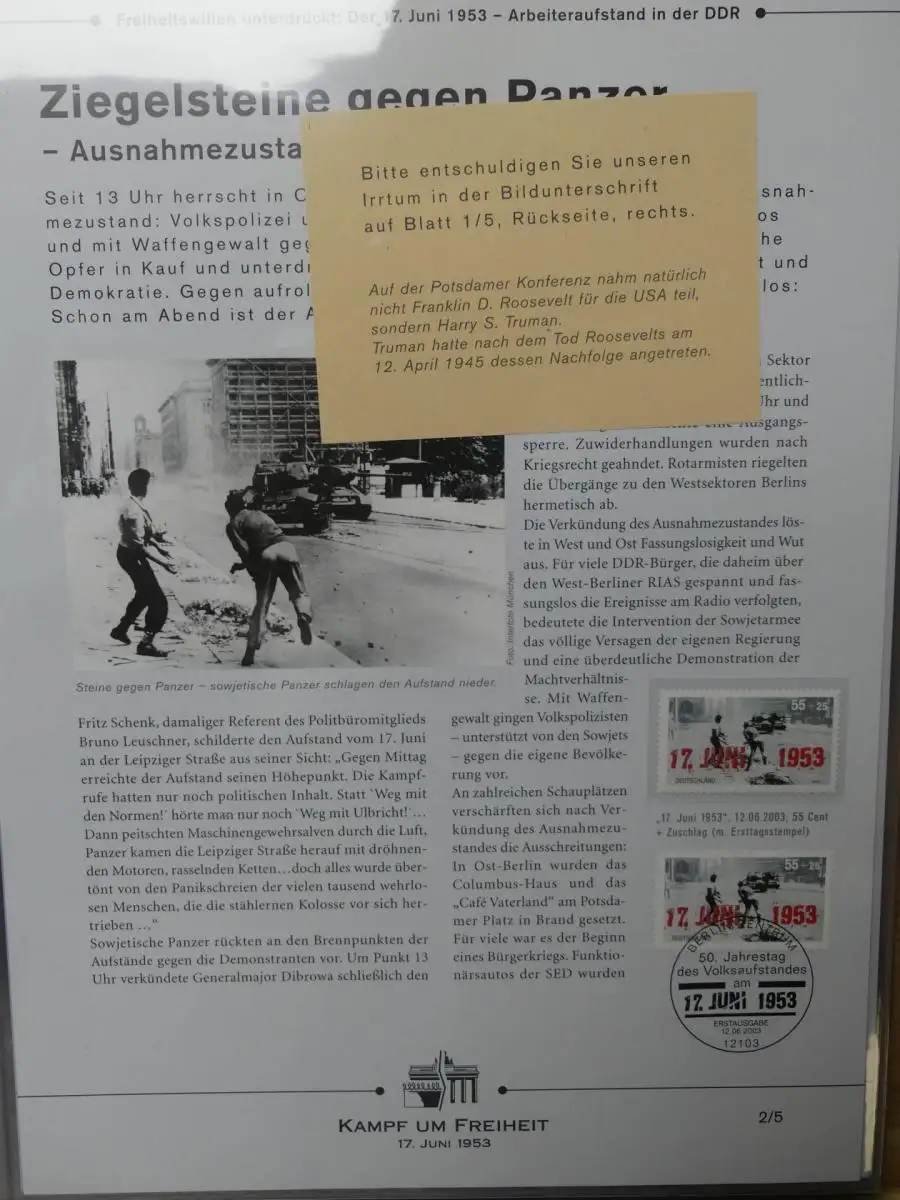 Freiheitswillen unterdrückt: Der 17. Juni 1953 – Arbeiteraufstand in der DDR
Ziegelsteine gegen Panzer
– Ausnahmezusta
Seit 13 Uhr herrscht in O
snah-
mezustand: Volkspolizei u
os
und mit Waffengewalt geg
he
Opfer in Kauf und unterdr
t und
Demokratie. Gegen aufrol
los:
Schon am Abend ist der A
Bitte entschuldigen Sie unseren
Irrtum in der Bildunterschrift
auf Blatt 1/5, Rückseite, rechts.
Auf der Potsdamer Konferenz nahm natürlich
nicht Franklin D. Roosevelt für die USA teil,
sondern Harry S. Truman.
Truman hatte nach dem Tod Roosevelts am
12. April 1945 dessen Nachfolge angetreten.
Foto: Interfoto München
Steine gegen Panzer – sowjetische Panzer schlagen den Aufstand nieder.
Fritz Schenk, damaliger Referent des Politbüromitglieds
Bruno Leuschner, schilderte den Aufstand vom 17. Juni
an der Leipziger Straße aus seiner Sicht: „Gegen Mittag
erreichte der Aufstand seinen Höhepunkt. Die Kampf-
rufe hatten nur noch politischen Inhalt. Statt 'Weg mit
den Normen!' hörte man nur noch 'Weg mit Ulbricht!'…
Dann peitschten Maschinengewehrsalven durch die Luft,
Panzer kamen die Leipziger Straße herauf mit dröhnen-
den Motoren, rasselnden Ketten…doch alles wurde über-
tönt von den Panikschreien der vielen tausend wehrlo-
sen Menschen, die die stählernen Kolosse vor sich her-
trieben …“
Sowjetische Panzer rückten an den Brennpunkten der
Aufstände gegen die Demonstranten vor. Um Punkt 13
Uhr verkündete Generalmajor Dibrowa schließlich den
Sektor
entlich-
Uhr und
Ausgangs-
sperre. Zuwiderhandlungen wurden nach
Kriegsrecht geahndet. Rotarmisten riegelten
die Übergänge zu den Westsektoren Berlins
hermetisch ab.
Die Verkündung des Ausnahmezustandes lös-
te in West und Ost Fassungslosigkeit und Wut
aus. Für viele DDR-Bürger, die daheim über
den West-Berliner RIAS gespannt und fas-
sungslos die Ereignisse am Radio verfolgten,
bedeutete die Intervention der Sowjetarmee
das völlige Versagen der eigenen Regierung
und eine überdeutliche Demonstration der
Machtverhältnis-
se. Mit Waffen-
gewalt gingen Volkspolizisten
– unterstützt von den Sowjets
– gegen die eigene Bevölke-
rung vor.
An zahlreichen Schauplätzen
verschärften sich nach Ver-
kündung des Ausnahmezu-
standes die Ausschreitungen:
In Ost-Berlin wurden das
Columbus-Haus und das
„Café Vaterland“ am Potsda-
mer Platz in Brand gesetzt.
Für viele war es der Beginn
eines Bürgerkriegs. Funktio-
närsautos der SED wurden
55+25
17. JUNI 1953
DEUTSCHLAND
„17. Juni 1953“, 12.06.2003, 55 Cent
+ Zuschlag (m. Ersttagsstempel)
55+25
17. JUNI 1953
BERLIN ZENTRUM
50. Jahrestag
des Volksaufstandes
am
17. JUNI 1953
ERSTAUSGABE
12.06.2003
12103
KAMPF UM FREIHEIT
17. JUNI 1953
2/5